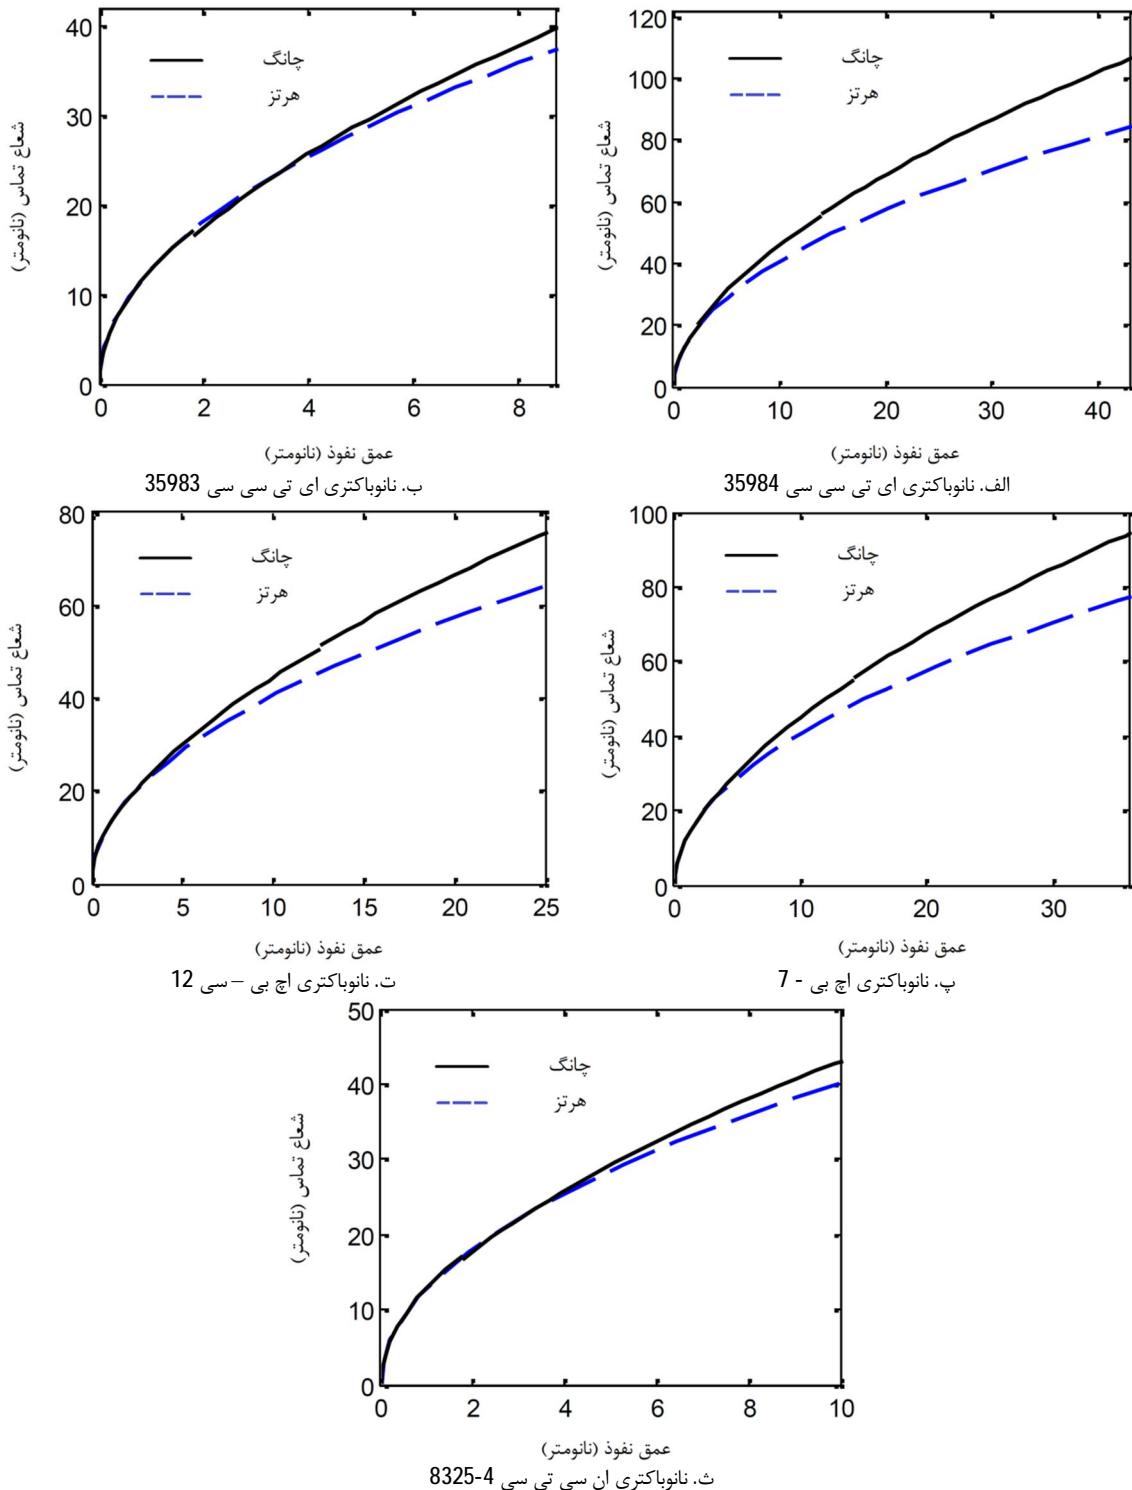 40
30
20
10
0
چانگ
هرتز
شعاع تماس (نانومتر)
0 2 4 6 8
عمق نفوذ (نانومتر)
ب. نانوباکتری ای تی سی سی 35983
120
100
80
60
40
20
0
چانگ
هرتز
شعاع تماس (نانومتر)
0 10 20 30 40
عمق نفوذ (نانومتر)
الف. نانوباکتری ای تی سی سی 35984
80
60
40
20
0
چانگ
هرتز
شعاع تماس (نانومتر)
0 5 10 15 20 25
عمق نفوذ (نانومتر)
ت. نانوباکتری اچ بی – سی 12
100
80
60
40
20
0
چانگ
هرتز
شعاع تماس (نانومتر)
0 10 20 30
عمق نفوذ (نانومتر)
پ. نانوباکتری اچ بی - 7
50
40
30
20
10
0
چانگ
هرتز
شعاع تماس (نانومتر)
0 2 4 6 8 10
عمق نفوذ (نانومتر)
ث. نانوباکتری ان سی تی سی 4-8325